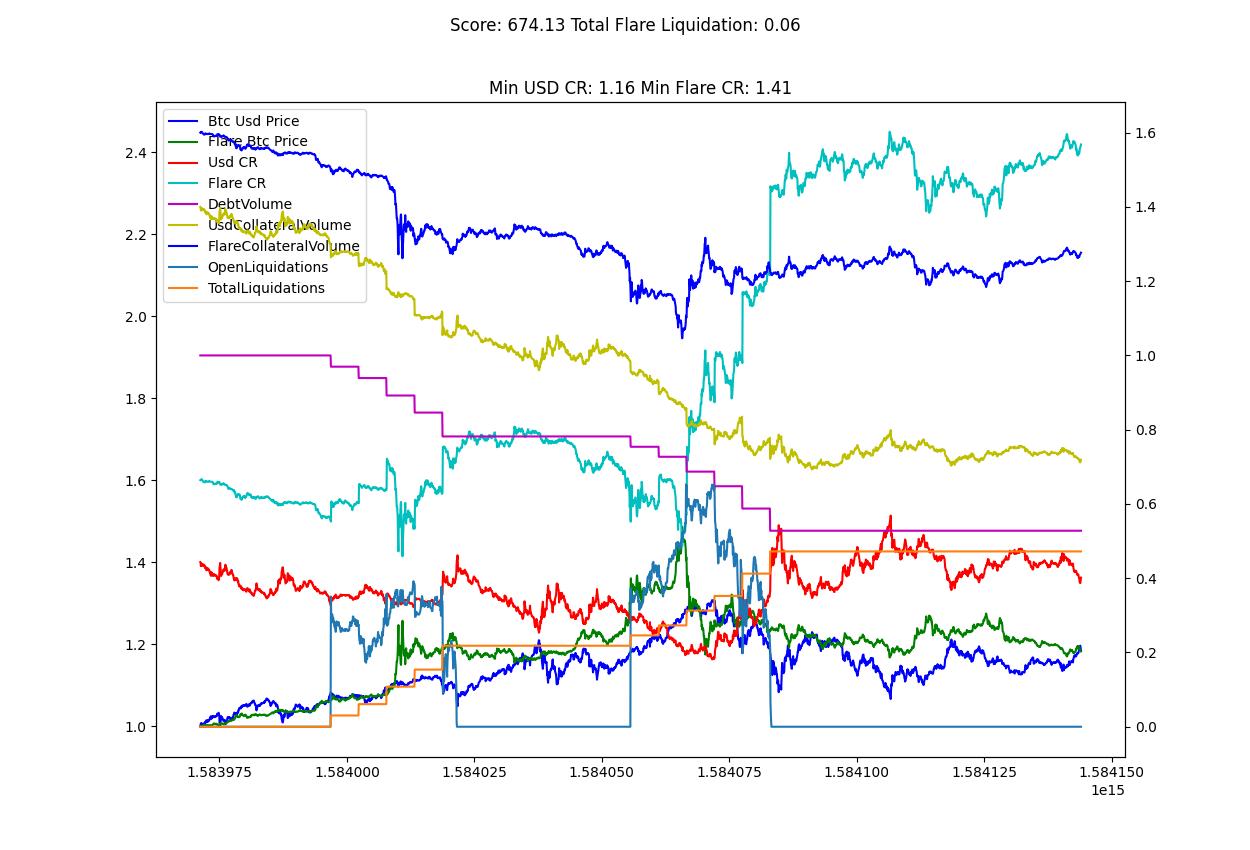 Score: 674.13 Total Flare Liquidation: 0.06
Min USD CR: 1.16 Min Flare CR: 1.41
Btc Usd Price
Flare Btc Price
Usd CR
Flare CR
DebtVolume
UsdCollateralVolume
FlareCollateralVolume
OpenLiquidations
TotalLiquidations
2.4
2.2
2.0
1.8
1.6
1.4
1.2
1.0
1.6
1.4
1.2
1.0
0.8
0.6
0.4
0.2
0.0
1.583975 1.584000 1.584025 1.584050 1.584075 1.584100 1.584125 1.584150
1e15